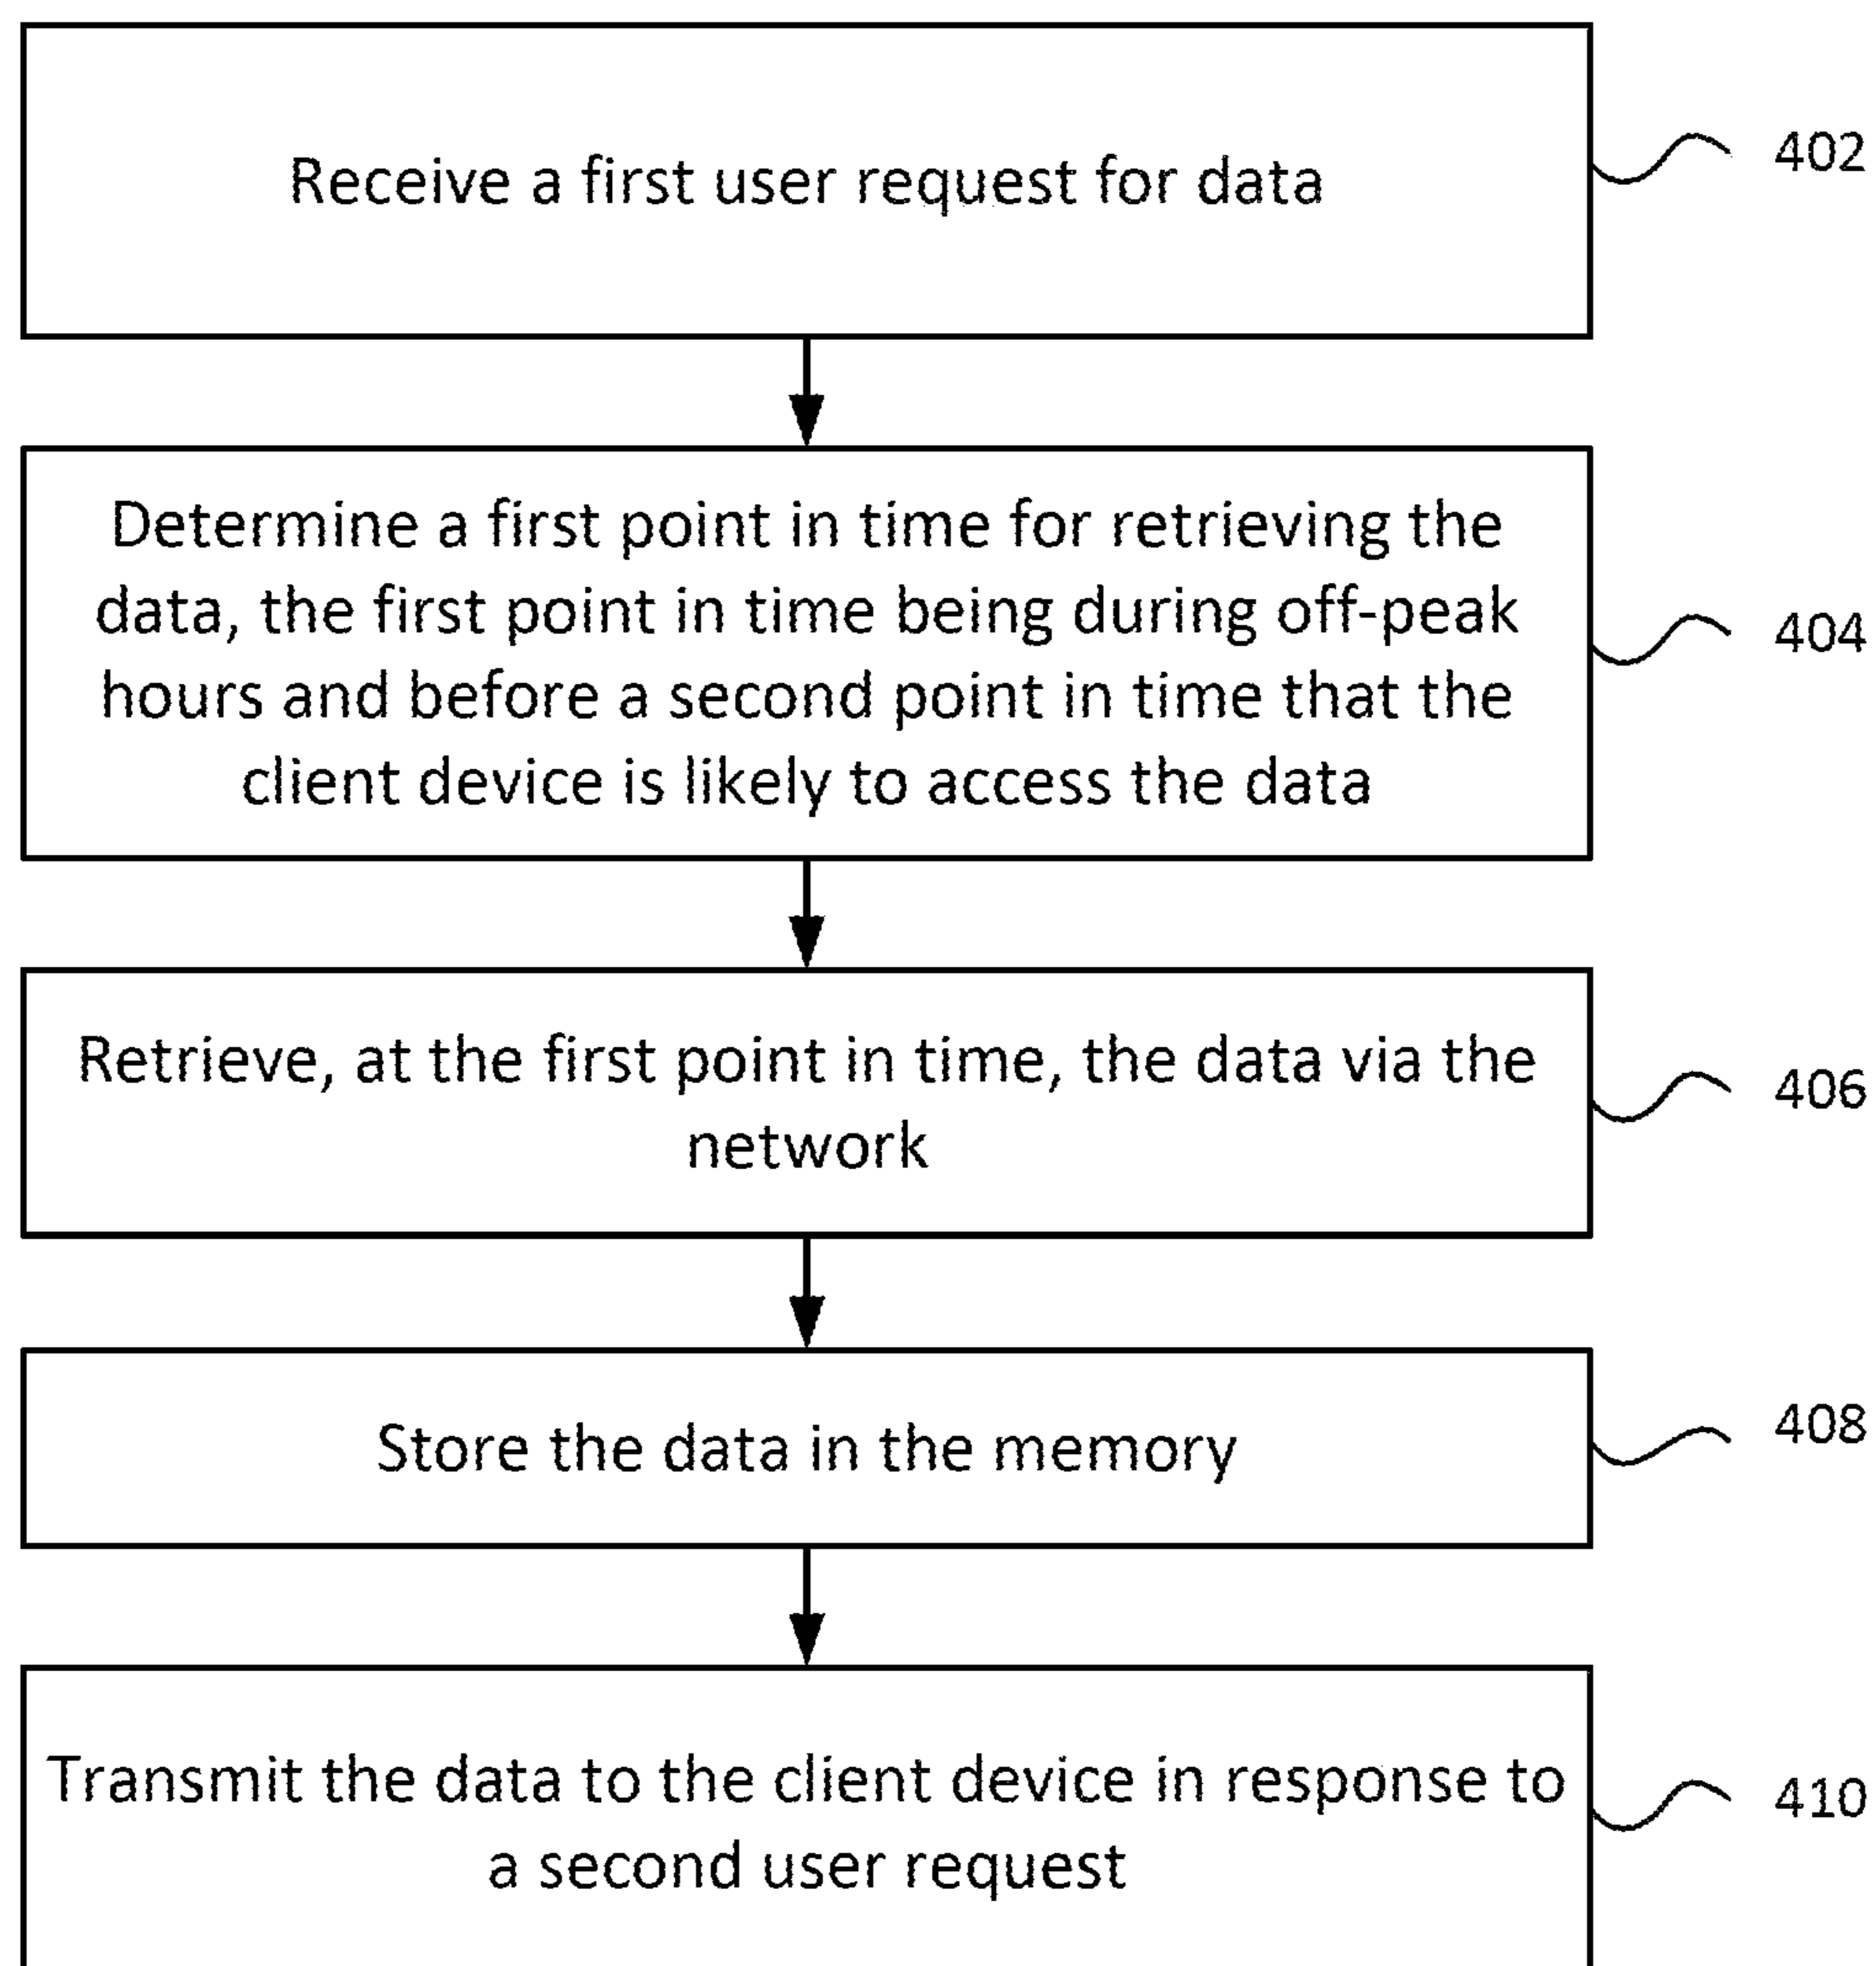 Receive a first user request for data
402
Determine a first point in time for retrieving the
data, the first point in time being during off-peak
hours and before a second point in time that the
client device is likely to access the data
404
Retrieve, at the first point in time, the data via the
network
406
Store the data in the memory
408
Transmit the data to the client device in response to
a second user request
410